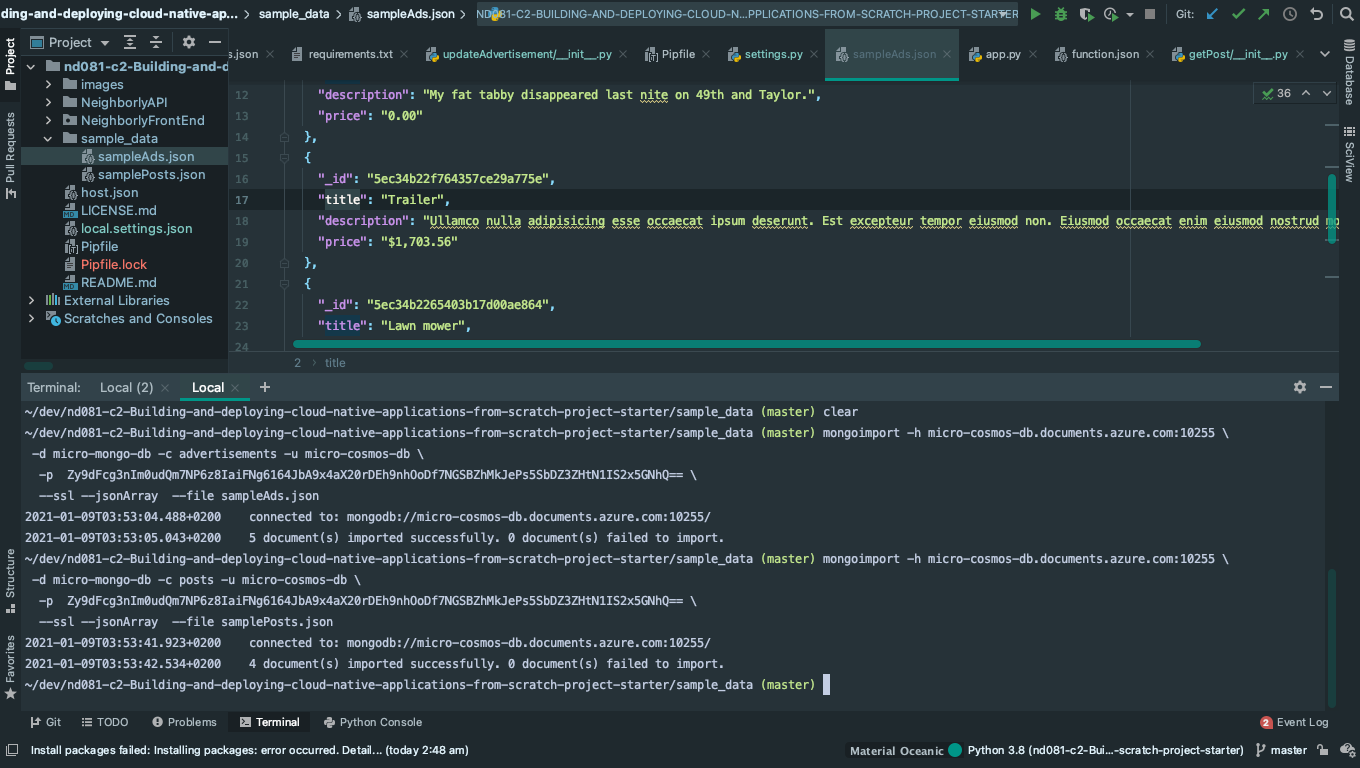 ding-and-deploying-cloud-native-ap... > sample_data > sampleAds.json
ND081-C2-BUILDING-AND-DEPLOYING-CLOUD-N...PPLICATIONS-FROM-SCRATCH-PROJECT-STARTER
Git:
Project
s.json requirements.txt updateAdvertisement/__init__.py Pipfile settings.py sampleAds.json app.py function.json getPost/__init__.py
Project
Pull Requests
Structure
Favorites
Database
SciView
nd081-c2-Building-and-d
images
NeighborlyAPI
NeighborlyFrontEnd
sample_data
sampleAds.json
samplePosts.json
host.json
LICENSE.md
local.settings.json
Pipfile
Pipfile.lock
README.md
External Libraries
Scratches and Consoles
36
12 "description": "My fat tabby disappeared last nite on 49th and Taylor.",
13 "price": "0.00"
14 },
15 {
16 "_id": "5ec34b22f764357ce29a775e",
17 "title": "Trailer",
18 "description": "Ullamco nulla adipisicing esse occaecat ipsum deserunt. Est excepteur tempor eiusmod non. Eiusmod occaecat enim eiusmod nostrud mo
19 "price": "$1,703.56"
20 },
21 {
22 "_id": "5ec34b2265403b17d00ae864",
23 "title": "Lawn mower",
24
2 > title
Terminal: Local (2) Local
~/dev/nd081-c2-Building-and-deploying-cloud-native-applications-from-scratch-project-starter/sample_data (master) clear
~/dev/nd081-c2-Building-and-deploying-cloud-native-applications-from-scratch-project-starter/sample_data (master) mongoimport -h micro-cosmos-db.documents.azure.com:10255 \
-d micro-mongo-db -c advertisements -u micro-cosmos-db \
-p Zy9dFcg3nIm0udQm7NP6z8IaiFNg6164JbA9x4aX20rDEh9nhOoDf7NGSBZhMkJePs5SbDZ3ZHtN1IS2x5GNhQ== \
--ssl --jsonArray --file sampleAds.json
2021-01-09T03:53:04.488+0200 connected to: mongodb://micro-cosmos-db.documents.azure.com:10255/
2021-01-09T03:53:05.043+0200 5 document(s) imported successfully. 0 document(s) failed to import.
~/dev/nd081-c2-Building-and-deploying-cloud-native-applications-from-scratch-project-starter/sample_data (master) mongoimport -h micro-cosmos-db.documents.azure.com:10255 \
-d micro-mongo-db -c posts -u micro-cosmos-db \
-p Zy9dFcg3nIm0udQm7NP6z8IaiFNg6164JbA9x4aX20rDEh9nhOoDf7NGSBZhMkJePs5SbDZ3ZHtN1IS2x5GNhQ== \
--ssl --jsonArray --file samplePosts.json
2021-01-09T03:53:41.923+0200 connected to: mongodb://micro-cosmos-db.documents.azure.com:10255/
2021-01-09T03:53:42.534+0200 4 document(s) imported successfully. 0 document(s) failed to import.
~/dev/nd081-c2-Building-and-deploying-cloud-native-applications-from-scratch-project-starter/sample_data (master)
Git TODO Problems Terminal Python Console 2 Event Log
Install packages failed: Installing packages: error occurred. Detail... (today 2:48 am) Material Oceanic Python 3.8 (nd081-c2-Bui...-scratch-project-starter) master